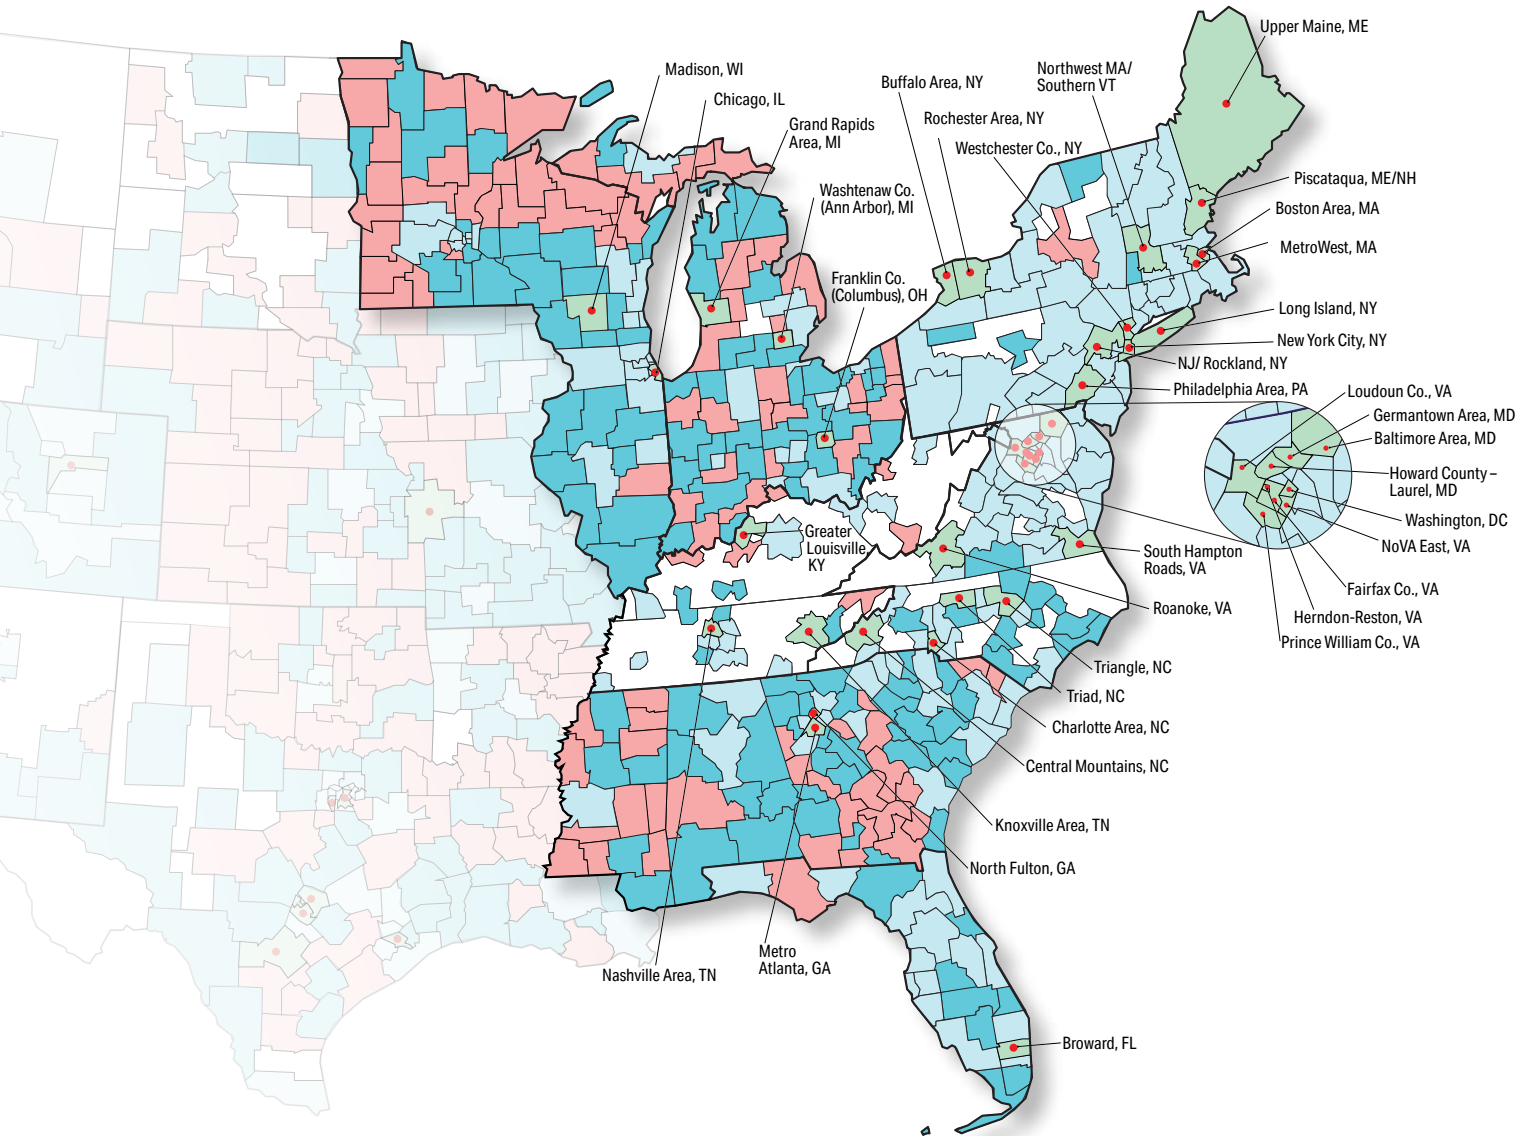 Upper Maine, ME
Madison, WI
Northwest MA/
Southern VT
Buffalo Area, NY
Chicago, IL
Grand Rapids
Area, MI
Rochester Area, NY
Westchester Co., NY
Piscataqua, ME/NH
Washtenaw Co.
(Ann Arbor), MI
Boston Area, MA
MetroWest, MA
Franklin Co.
(Columbus), OH
Long Island, NY
New York City, NY
NJ/ Rockland, NY
Philadelphia Area, PA
Loudoun Co., VA
Germantown Area, MD
Baltimore Area, MD
Howard County –
Laurel, MD
Washington, DC
NoVA East, VA
Greater
Louisville,
KY
South Hampton
Roads, VA
Fairfax Co., VA
Roanoke, VA
Herndon-Reston, VA
Prince William Co., VA
Triangle, NC
Triad, NC
Charlotte Area, NC
Central Mountains, NC
Knoxville Area, TN
North Fulton, GA
Metro
Atlanta, GA
Nashville Area, TN
Broward, FL